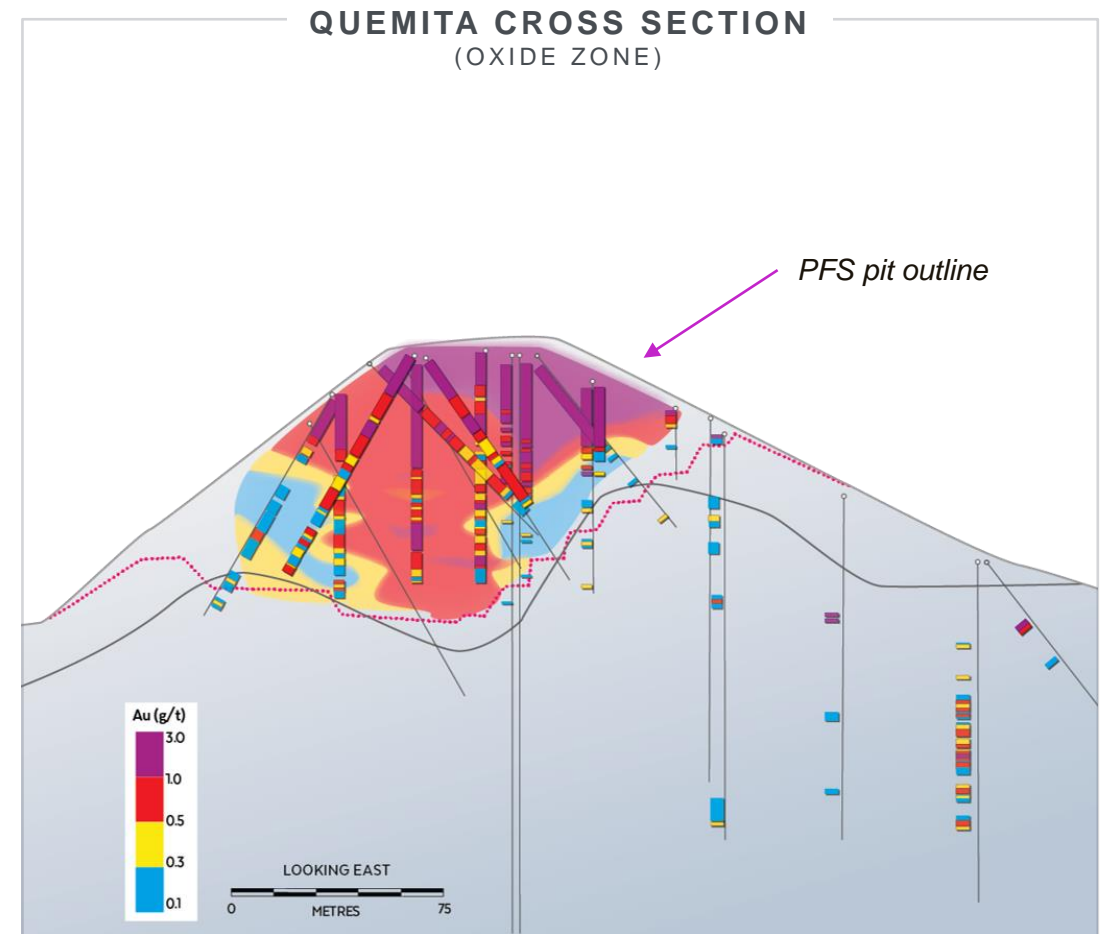 QUEMITA CROSS SECTION
(OXIDE ZONE)
PFS pit outline
Au (g/t)
3.0
1.0
0.5
0.3
0.1
LOOKING EAST
0 METRES 75